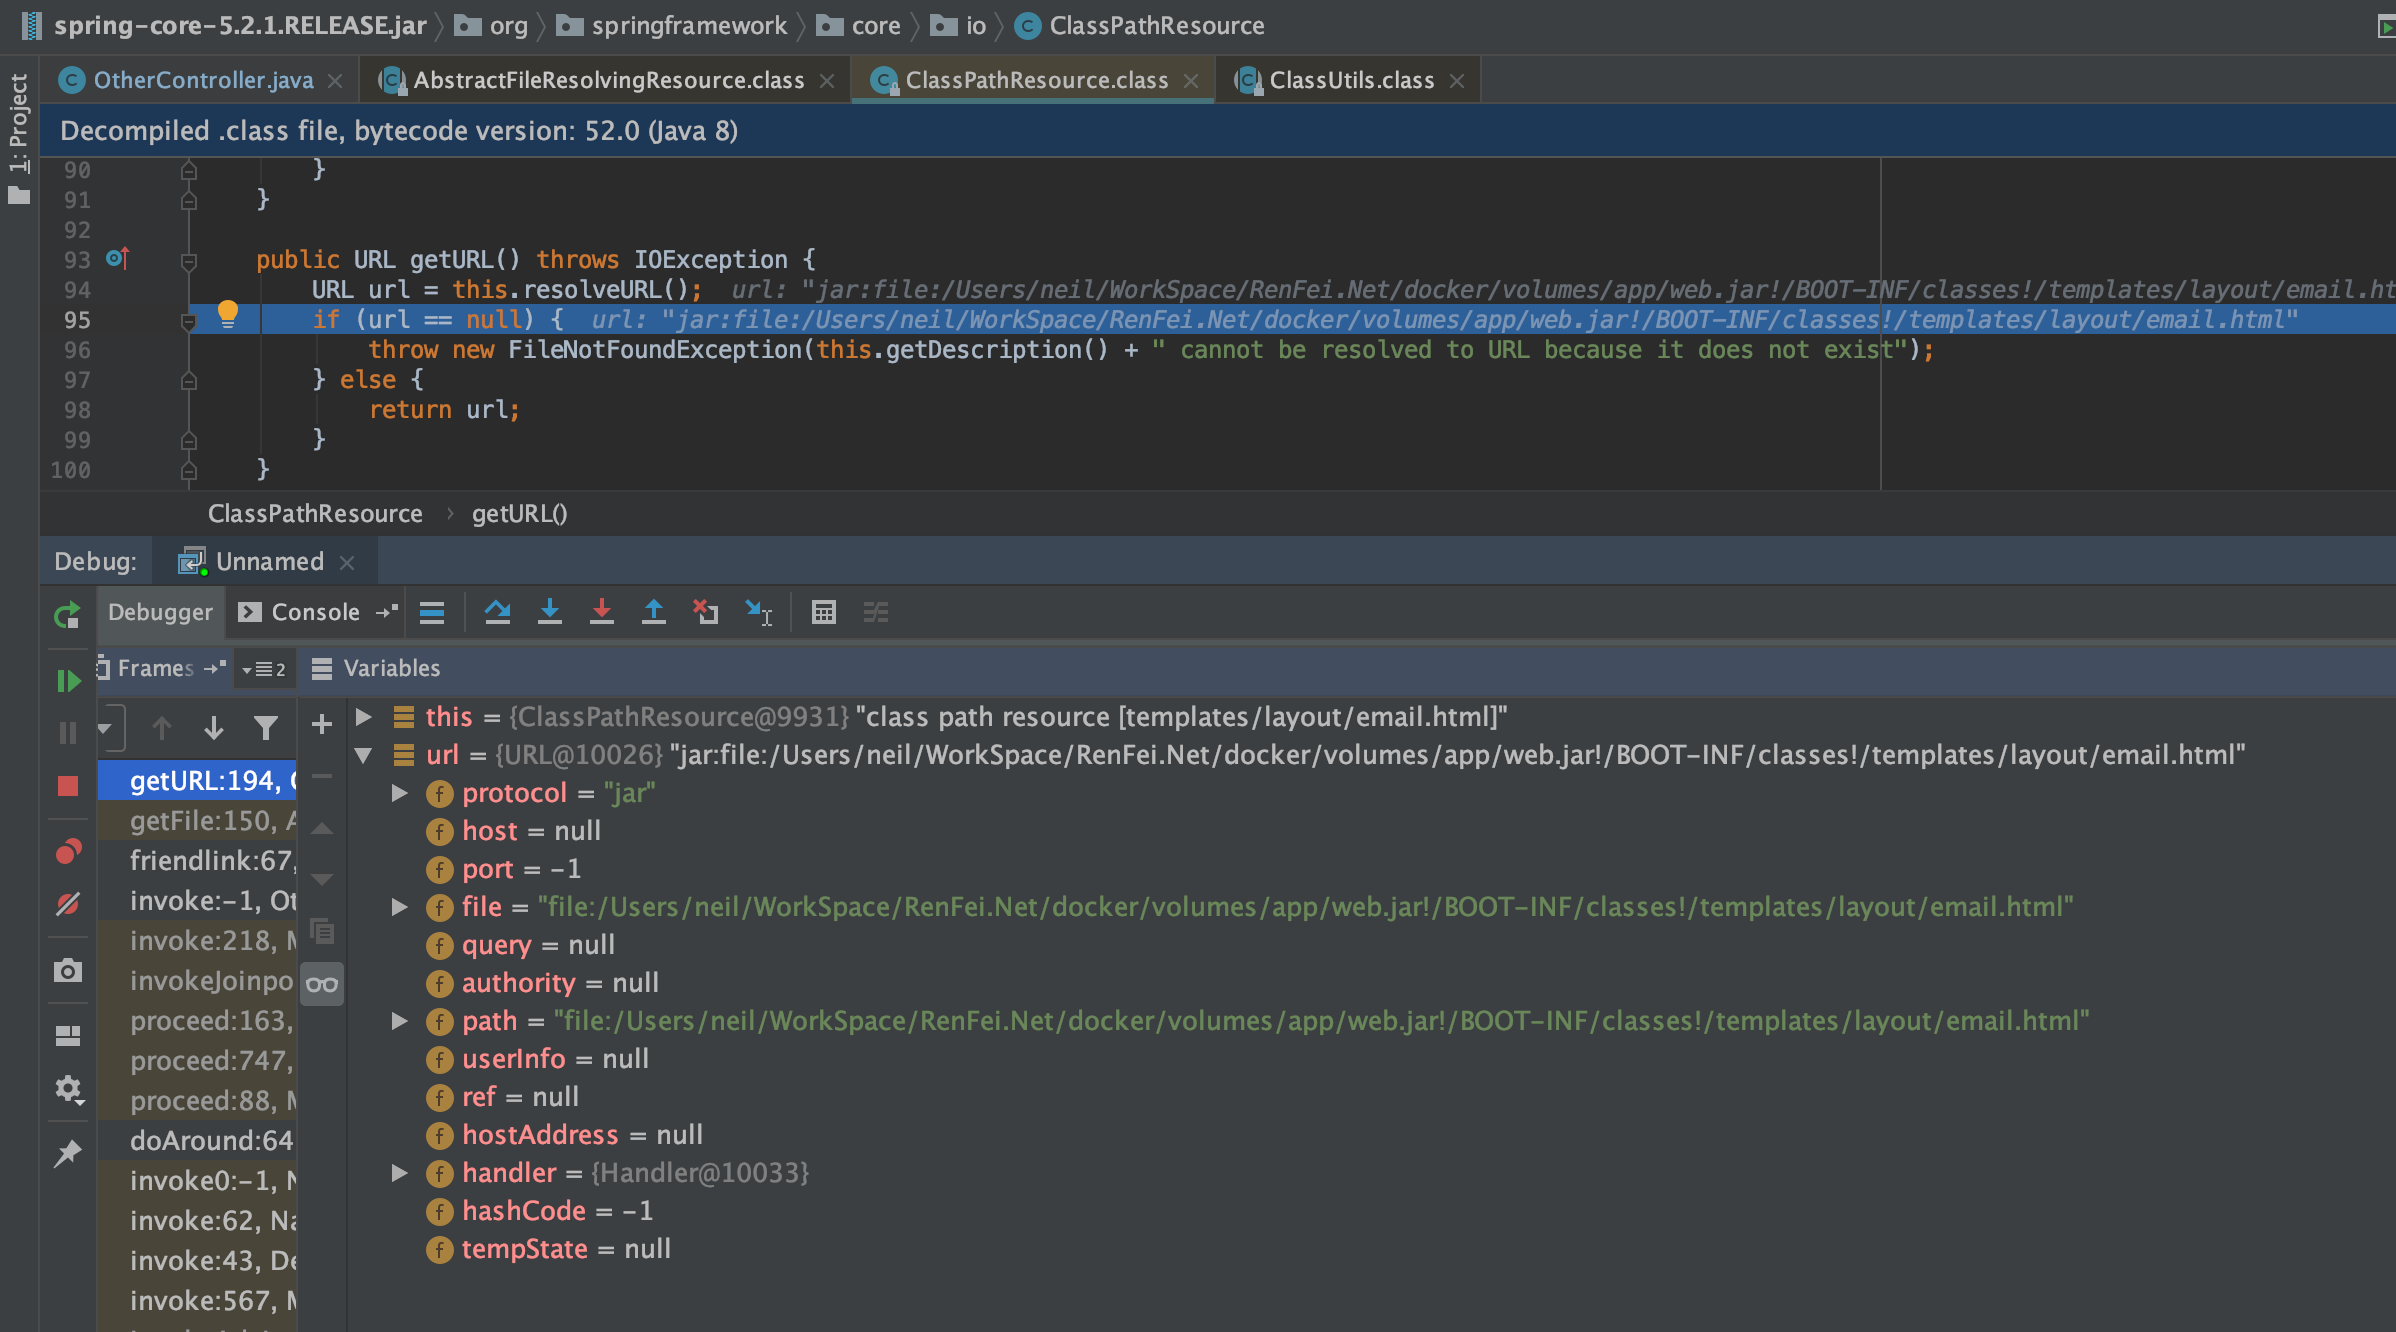 spring-core-5.2.1.RELEASE.jar org springframework core io ClassPathResource
1: Project
OtherController.java AbstractFileResolvingResource.class ClassPathResource.class ClassUtils.class
Decompiled .class file, bytecode version: 52.0 (Java 8)
90 }
91 }
92
93 public URL getURL() throws IOException {
94 URL url = this.resolveURL(); url: "jar:file:/Users/neil/WorkSpace/RenFei.Net/docker/volumes/app/web.jar!/BOOT-INF/classes!/templates/layout/email.ht
95 if (url == null) { url: "jar:file:/Users/neil/WorkSpace/RenFei.Net/docker/volumes/app/web.jar!/BOOT-INF/classes!/templates/layout/email.html"
96 throw new FileNotFoundException(this.getDescription() + " cannot be resolved to URL because it does not exist");
97 } else {
98 return url;
99 }
100 }
ClassPathResource › getURL()
Debug: Unnamed
Debugger Console
Frames 2 Variables
this = {ClassPathResource@9931} "class path resource [templates/layout/email.html]"
url = {URL@10026} "jar:file:/Users/neil/WorkSpace/RenFei.Net/docker/volumes/app/web.jar!/BOOT-INF/classes!/templates/layout/email.html"
protocol = "jar"
host = null
port = -1
file = "file:/Users/neil/WorkSpace/RenFei.Net/docker/volumes/app/web.jar!/BOOT-INF/classes!/templates/layout/email.html"
query = null
authority = null
path = "file:/Users/neil/WorkSpace/RenFei.Net/docker/volumes/app/web.jar!/BOOT-INF/classes!/templates/layout/email.html"
userInfo = null
ref = null
hostAddress = null
handler = {Handler@10033}
hashCode = -1
tempState = null
getURL:194,
getFile:150,
friendlink:67,
invoke:-1, Ot
invoke:218,
invokeJoinpo
proceed:163,
proceed:747,
proceed:88,
doAround:64
invoke0:-1,
invoke:62, Na
invoke:43, De
invoke:567,